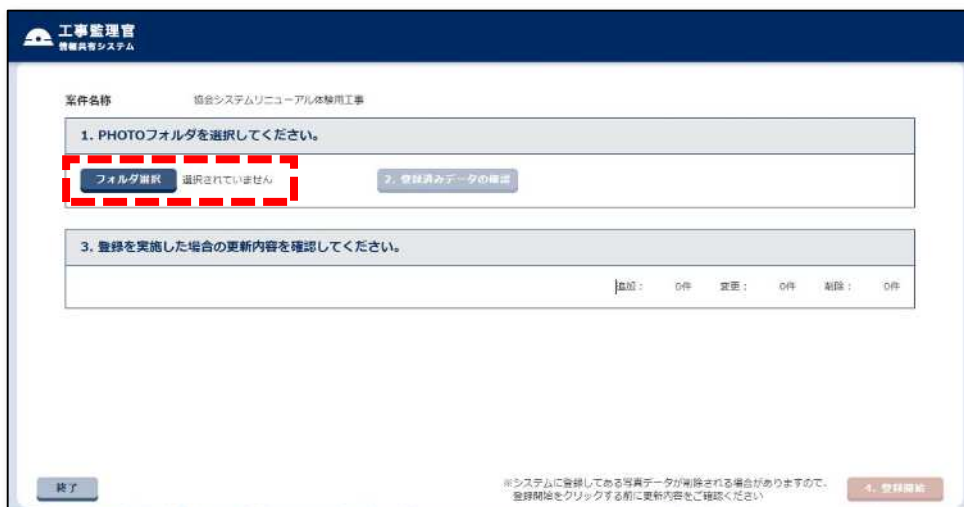 工事監理官
情報共有システム
案件名称 協会システムリニューアル体験用工事
1. PHOTOフォルダを選択してください。
フォルダ選択 選択されていません 2. 登録済みデータの確認
3. 登録を実施した場合の更新内容を確認してください。
追加： 0件 変更： 0件 削除： 0件
※システムに登録してある写真データが削除される場合がありますので、
登録開始をクリックする前に更新内容をご確認ください
終了 4. 登録開始